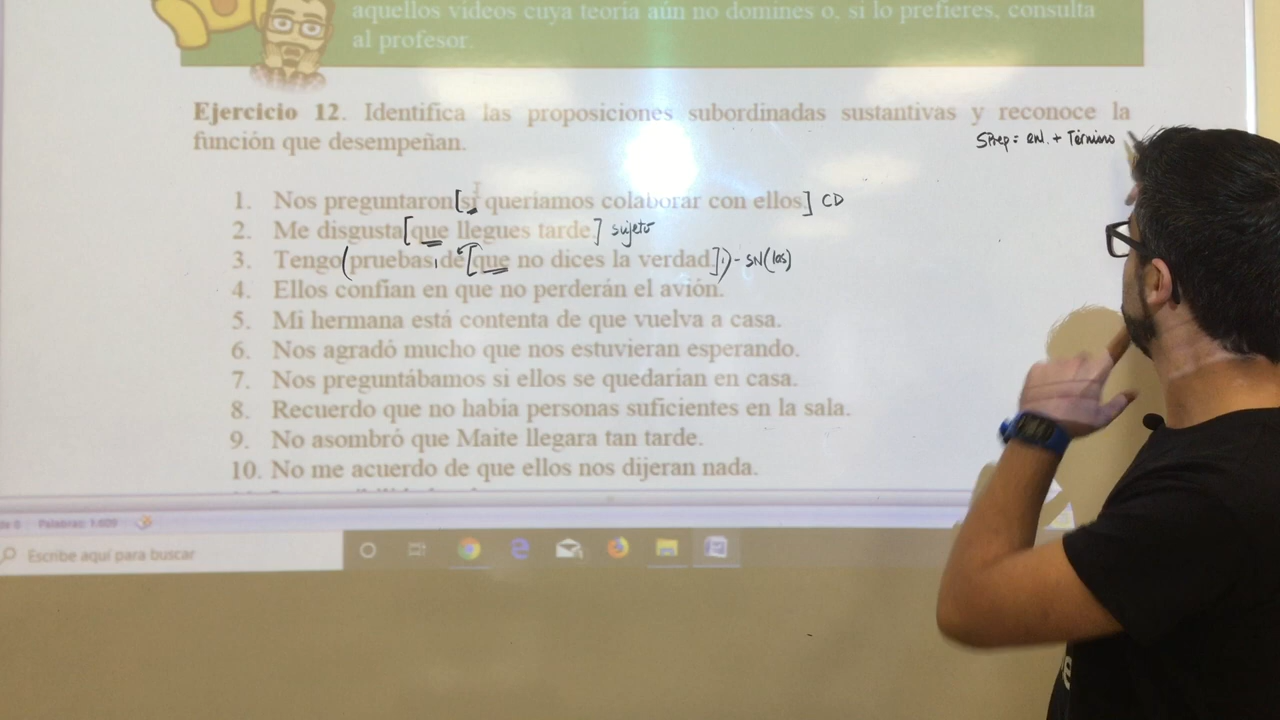 aquellos vídeos cuya teoría aún no domines o, si lo prefieres, consulta
al profesor.
Ejercicio 12. Identifica las proposiciones subordinadas sustantivas y reconoce la
función que desempeñan.
SPrep = en. + Término
1. Nos preguntaron [si queríamos colaborar con ellos.] CD
2. Me disgusta [que llegues tarde.] sujeto
3. Tengo (pruebas de [que no dices la verdad.]) - SN (las)
4. Ellos confían en que no perderán el avión.
5. Mi hermana está contenta de que vuelva a casa.
6. Nos agradó mucho que nos estuvieran esperando.
7. Nos preguntábamos si ellos se quedarían en casa.
8. Recuerdo que no había personas suficientes en la sala.
9. No asombró que Maite llegara tan tarde.
10. No me acuerdo de que ellos nos dijeran nada.
Palabras: 1.609
Escribe aquí para buscar